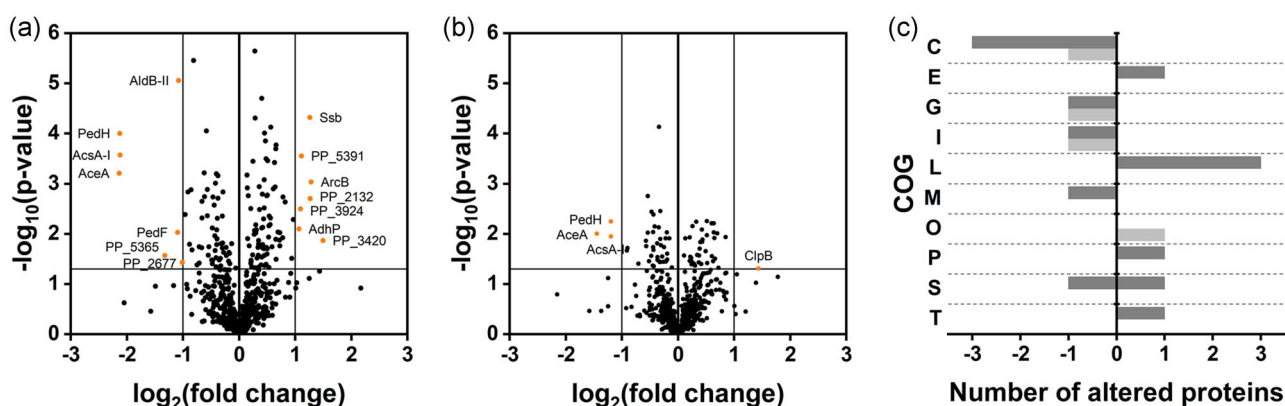 (a)
6
5
4
3
2
1
0
-log10(p-value)
AldB-II
PedH
AcsA-I
AceA
PedF
PP_5365
PP_2677
Ssb
PP_5391
ArcB
PP_2132
PP_3924
AdhP
PP_3420
-3 -2 -1 0 1 2 3
log2(fold change)
(b)
6
5
4
3
2
1
0
-log10(p-value)
PedH
AceA
AcsA-I
ClpB
-3 -2 -1 0 1 2 3
log2(fold change)
(c)
COG
C
E
G
I
L
M
O
P
S
T
-3 -2 -1 0 1 2 3
Number of altered proteins